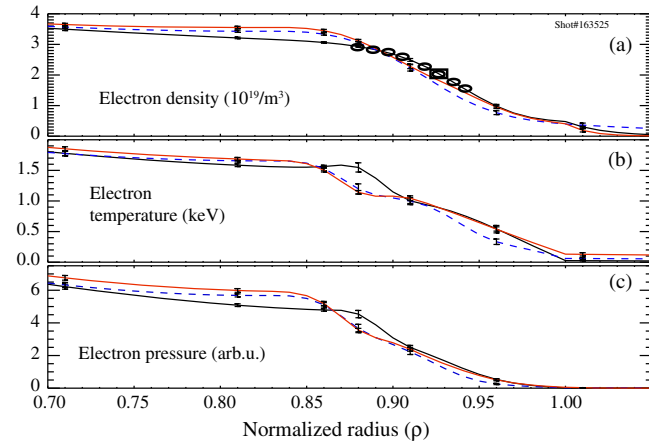 4
Shot#163525
(a)
3
2
1
Electron density (10¹⁹/m³)
0
(b)
1.5
1.0
Electron
temperature (keV)
0.5
0.0
(c)
6
4
2
Electron pressure (arb.u.)
0
0.70 0.75 0.80 0.85 0.90 0.95 1.00
Normalized radius (ρ)